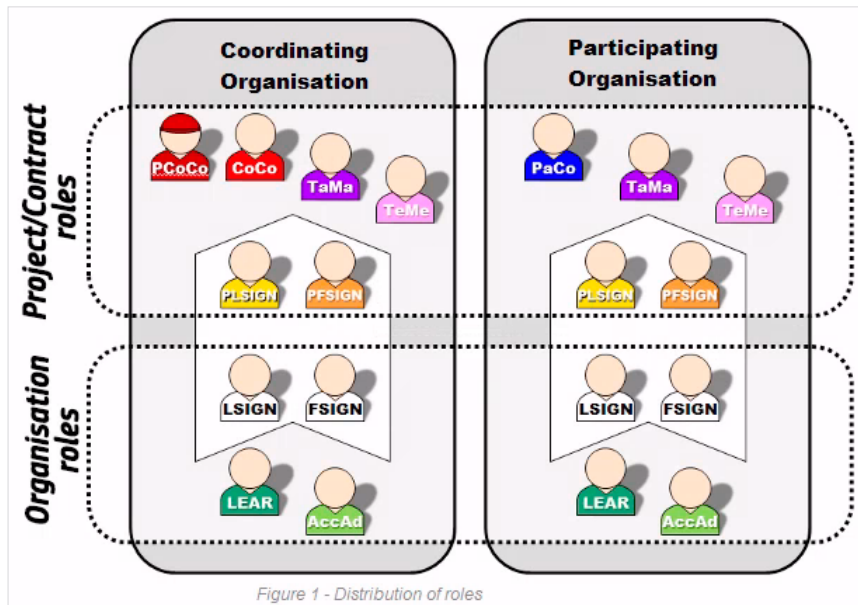 Coordinating
Organisation
Participating
Organisation
Project/Contract
roles
PCoCo
CoCo
TaMa
TeMe
PaCo
TaMa
TeMe
PLSIGN
PFSIGN
PLSIGN
PFSIGN
Organisation
roles
LSIGN
FSIGN
LSIGN
FSIGN
LEAR
AccAd
LEAR
AccAd
Figure 1 - Distribution of roles